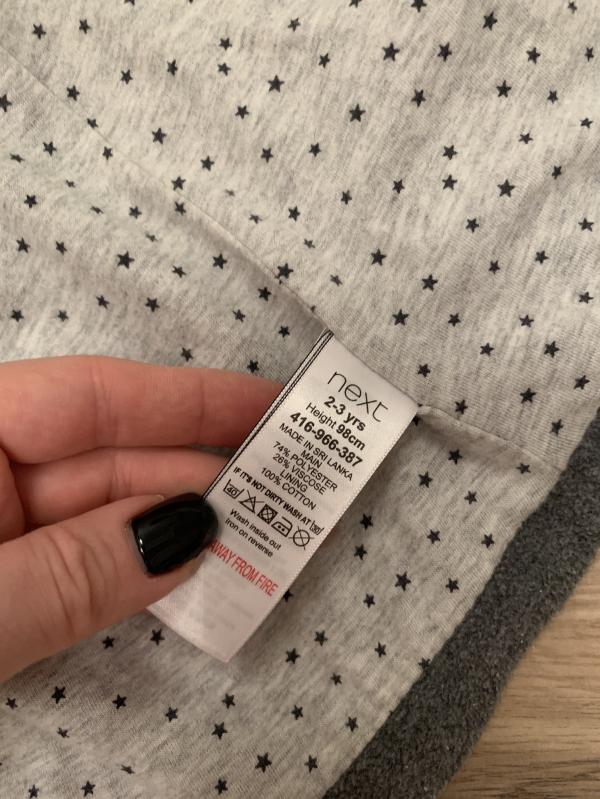 next
2-3 yrs
Height 98cm
416-966-387
MADE IN SRI LANKA
MAIN
74% POLYESTER
26% VISCOSE
LINING
100% COTTON
IF IT'S NOT DIRTY WASH AT 30
40
Wash inside out
Iron on reverse
AWAY FROM FIRE